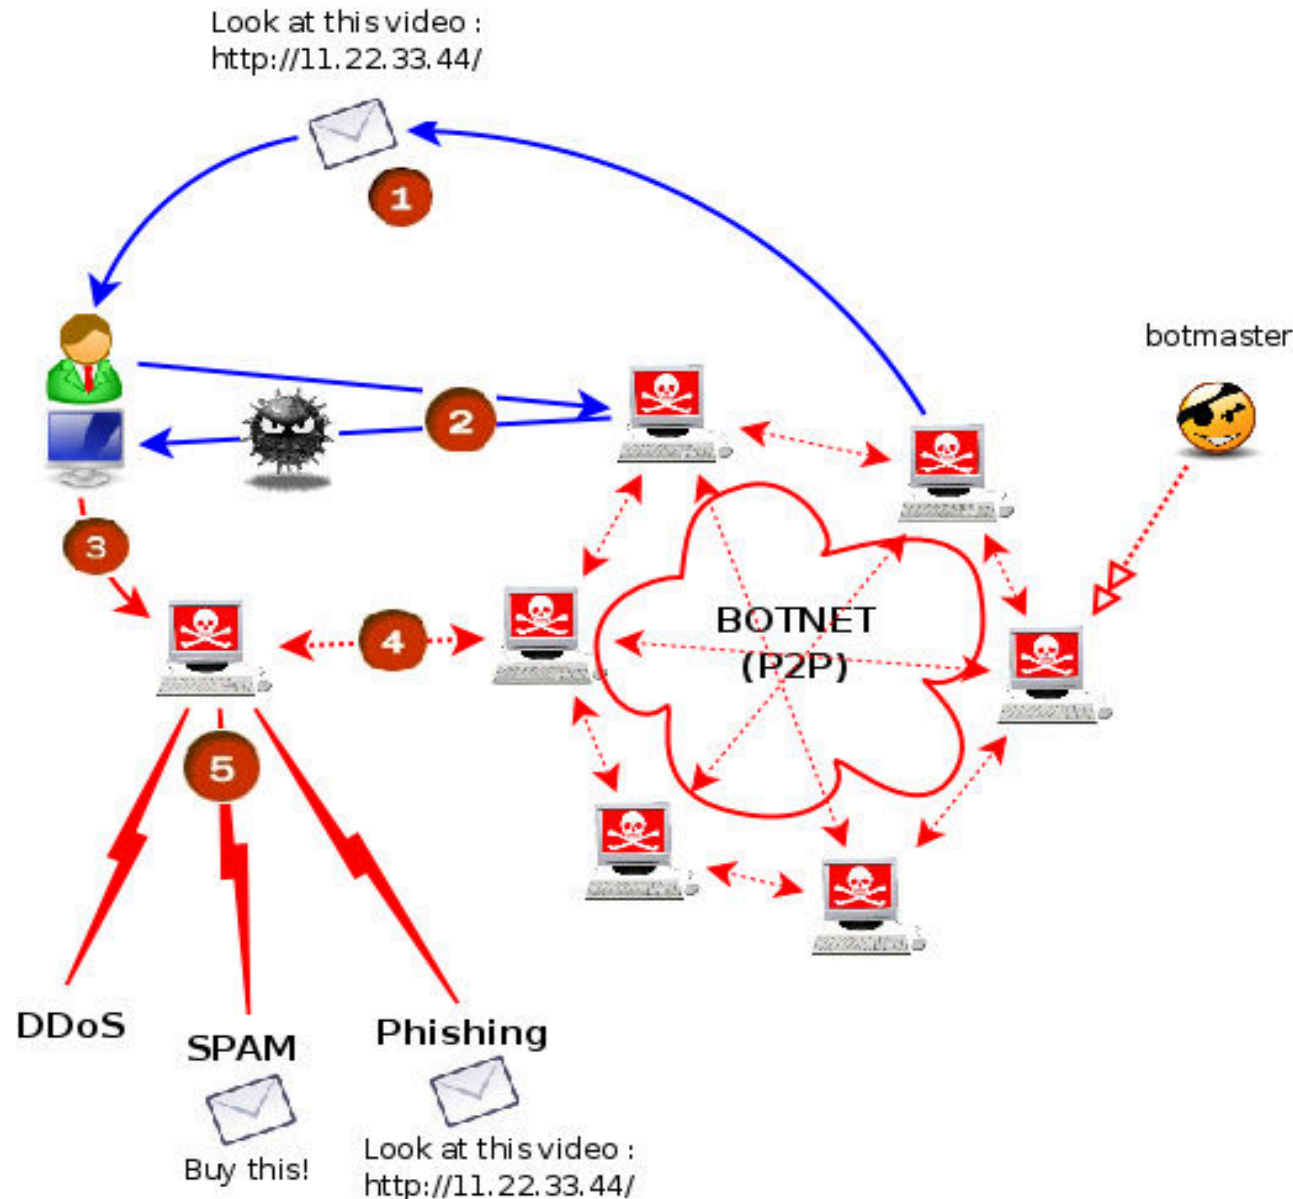 Look at this video :
http://11.22.33.44/
1
botmaster
2
3
4
BOTNET
(P2P)
5
DDoS
SPAM
Buy this!
Phishing
Look at this video :
http://11.22.33.44/